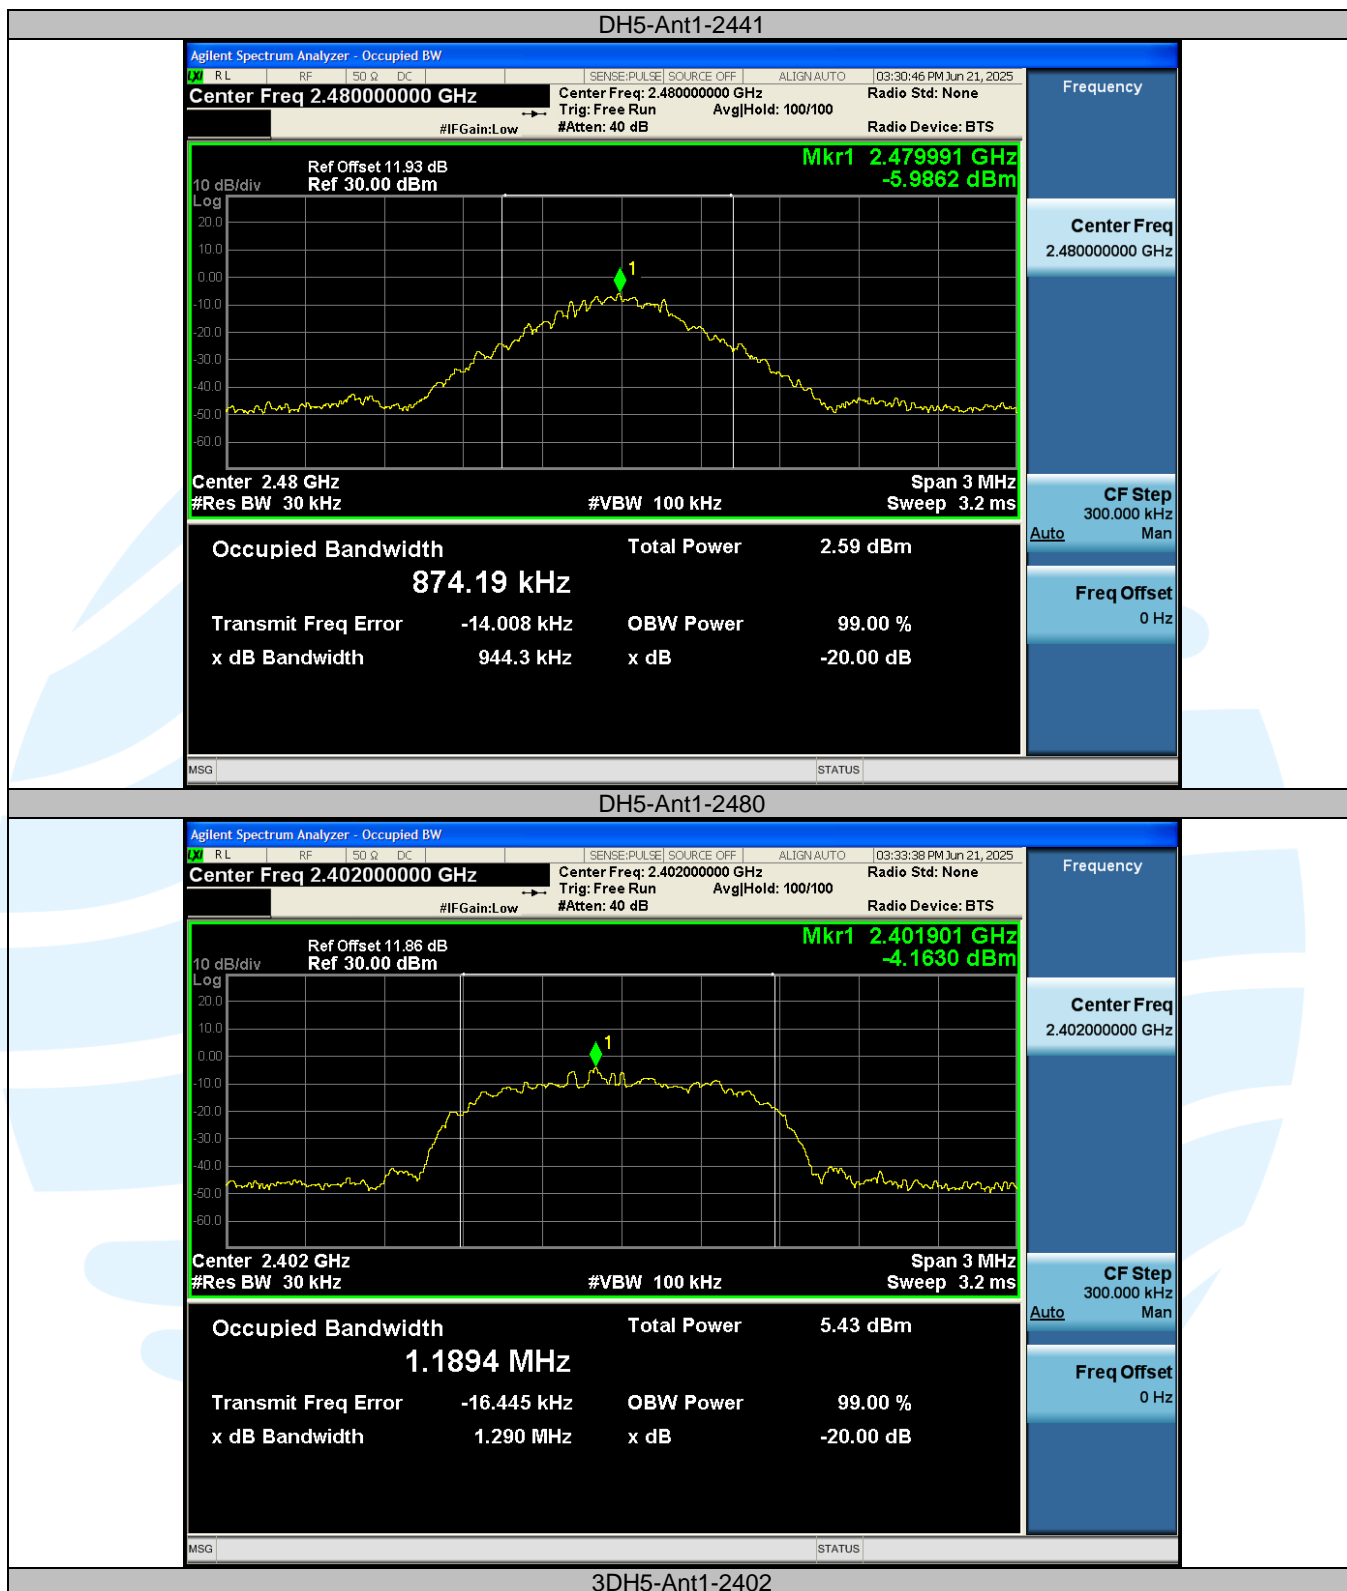 DH5-Ant1-2441
Agilent Spectrum Analyzer - Occupied BW
LXI RL RF 50 Ω DC SENSE:PULSE SOURCE OFF ALIGN AUTO 03:30:46 PM Jun 21, 2025
Center Freq 2.480000000 GHz
Center Freq: 2.480000000 GHz
Radio Std: None
Trig: Free Run Avg|Hold: 100/100
#IFGain:Low #Atten: 40 dB Radio Device: BTS
Frequency
Mkr1 2.479991 GHz
-5.9862 dBm
Ref Offset 11.93 dB
10 dB/div Ref 30.00 dBm
Log
20.0
10.0
0.00
-10.0
-20.0
-30.0
-40.0
-50.0
-60.0
1
Center 2.48 GHz Span 3 MHz
#Res BW 30 kHz #VBW 100 kHz Sweep 3.2 ms
Center Freq
2.480000000 GHz
CF Step
300.000 kHz
Auto Man
Freq Offset
0 Hz
Occupied Bandwidth Total Power 2.59 dBm
874.19 kHz
Transmit Freq Error -14.008 kHz OBW Power 99.00 %
x dB Bandwidth 944.3 kHz x dB -20.00 dB
MSG STATUS
DH5-Ant1-2480
Agilent Spectrum Analyzer - Occupied BW
LXI RL RF 50 Ω DC SENSE:PULSE SOURCE OFF ALIGN AUTO 03:33:38 PM Jun 21, 2025
Center Freq 2.402000000 GHz
Center Freq: 2.402000000 GHz
Radio Std: None
Trig: Free Run Avg|Hold: 100/100
#IFGain:Low #Atten: 40 dB Radio Device: BTS
Frequency
Mkr1 2.401901 GHz
-4.1630 dBm
Ref Offset 11.86 dB
10 dB/div Ref 30.00 dBm
Log
20.0
10.0
0.00
-10.0
-20.0
-30.0
-40.0
-50.0
-60.0
1
Center 2.402 GHz Span 3 MHz
#Res BW 30 kHz #VBW 100 kHz Sweep 3.2 ms
Center Freq
2.402000000 GHz
CF Step
300.000 kHz
Auto Man
Freq Offset
0 Hz
Occupied Bandwidth Total Power 5.43 dBm
1.1894 MHz
Transmit Freq Error -16.445 kHz OBW Power 99.00 %
x dB Bandwidth 1.290 MHz x dB -20.00 dB
MSG STATUS
3DH5-Ant1-2402